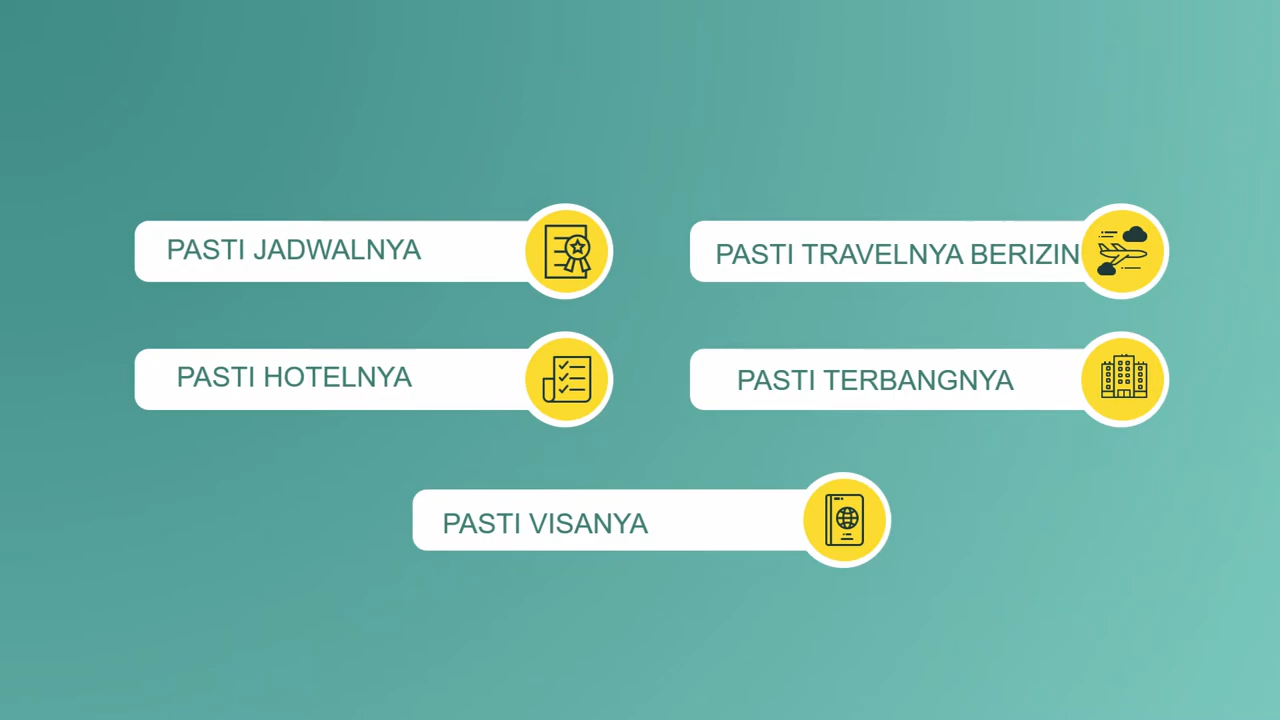 PASTI JADWALNYA
PASTI TRAVELNYA BERIZIN
PASTI HOTELNYA
PASTI TERBANGNYA
PASTI VISANYA